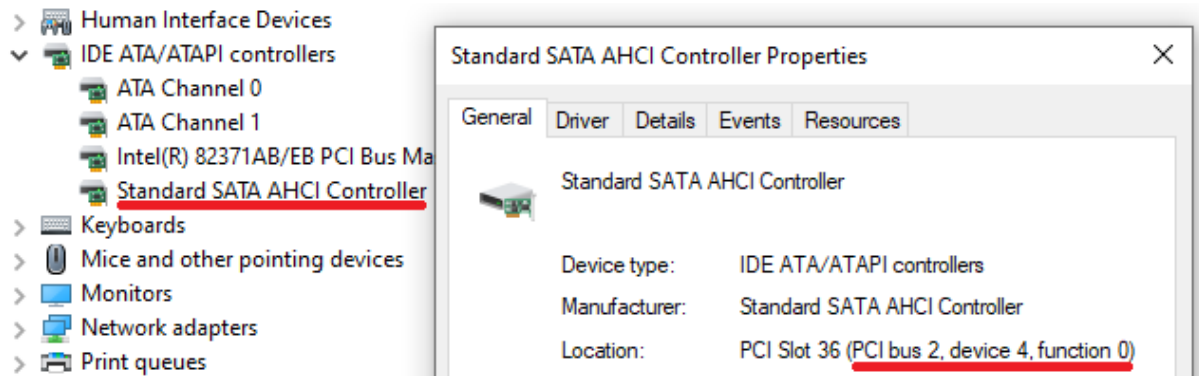 Human Interface Devices
IDE ATA/ATAPI controllers
ATA Channel 0
ATA Channel 1
Intel(R) 82371AB/EB PCI Bus Ma
Standard SATA AHCI Controller
Keyboards
Mice and other pointing devices
Monitors
Network adapters
Print queues
Standard SATA AHCI Controller Properties
General Driver Details Events Resources
Standard SATA AHCI Controller
Device type: IDE ATA/ATAPI controllers
Manufacturer: Standard SATA AHCI Controller
Location: PCI Slot 36 (PCI bus 2, device 4, function 0)